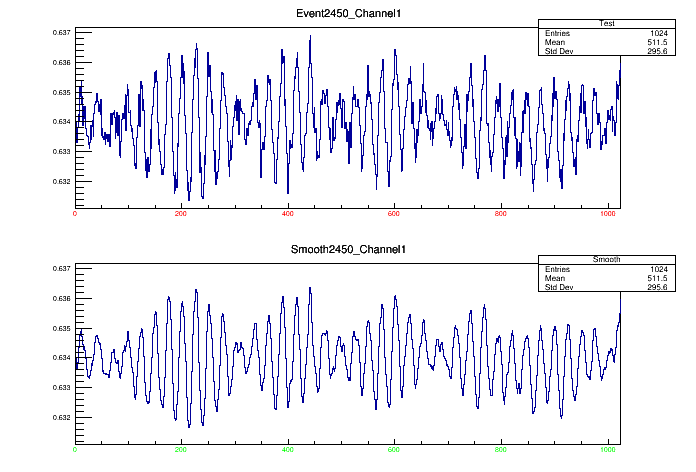 Event2450_Channel1
Test
Entries 1024
Mean 511.5
Std Dev 295.6
0.637
0.636
0.635
0.634
0.633
0.632
0 200 400 600 800 1000
Smooth2450_Channel1
Smooth
Entries 1024
Mean 511.5
Std Dev 295.6
0.637
0.636
0.635
0.634
0.633
0.632
0 200 400 600 800 1000